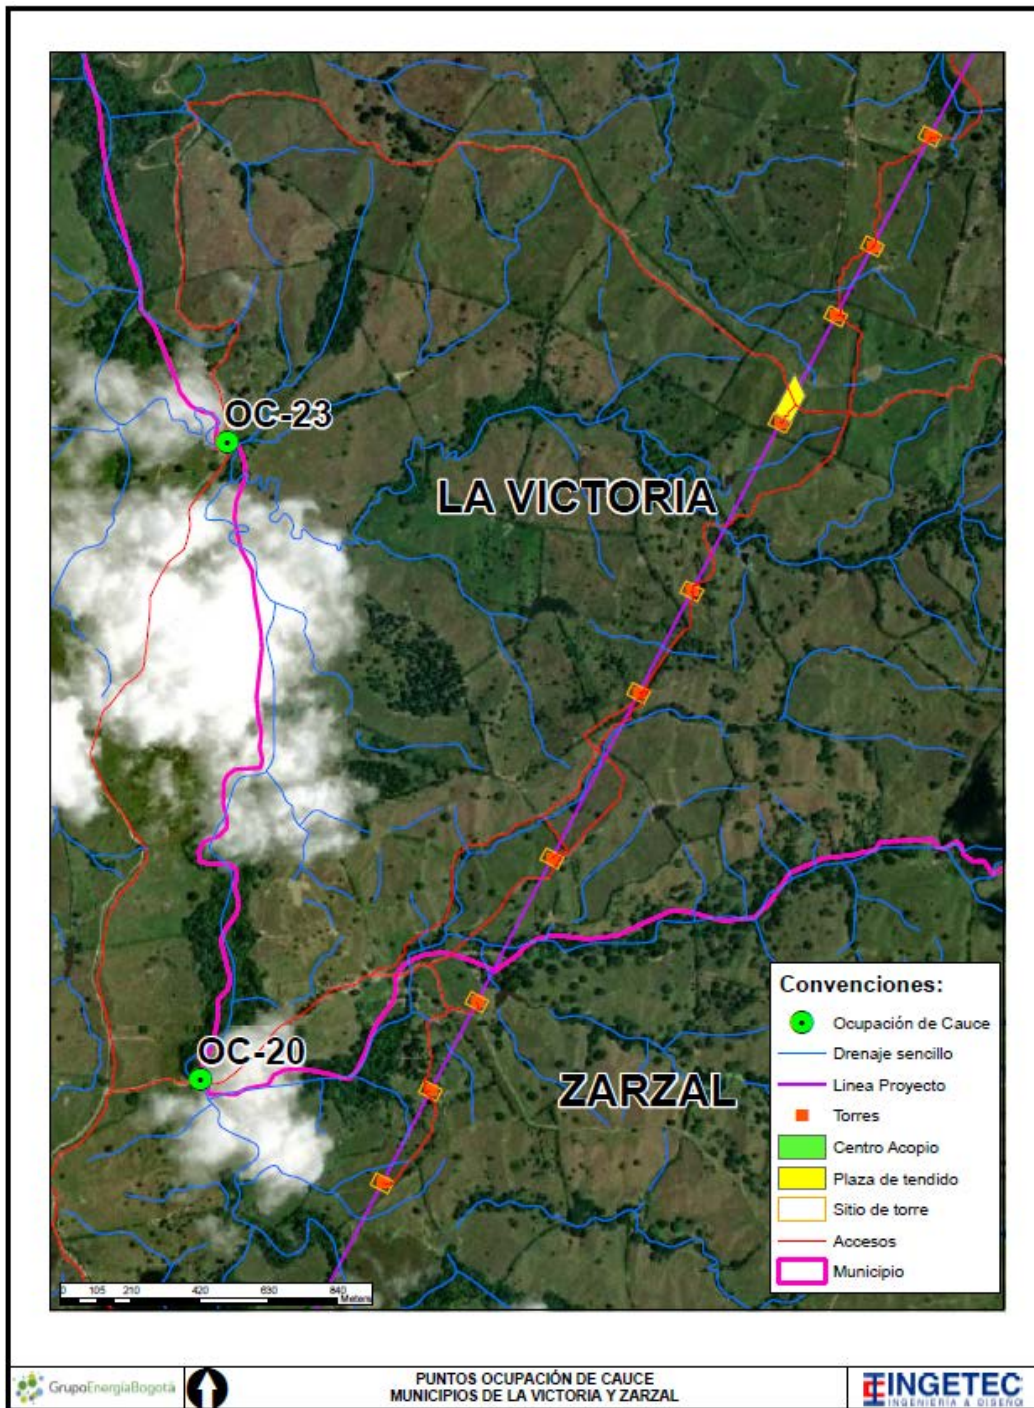 OC-23
LA VICTORIA
OC-20
ZARZAL
Convenciones:
Ocupación de Cauce
Drenaje sencillo
Linea Proyecto
Torres
Centro Acopio
Plaza de tendido
Sitio de torre
Accesos
Municipio
0 105 210 420 630 840
Meters
GrupoEnergíaBogotá
PUNTOS OCUPACIÓN DE CAUCE
MUNICIPIOS DE LA VICTORIA Y ZARZAL
INGETEC
INGENIERÍA & DISEÑO